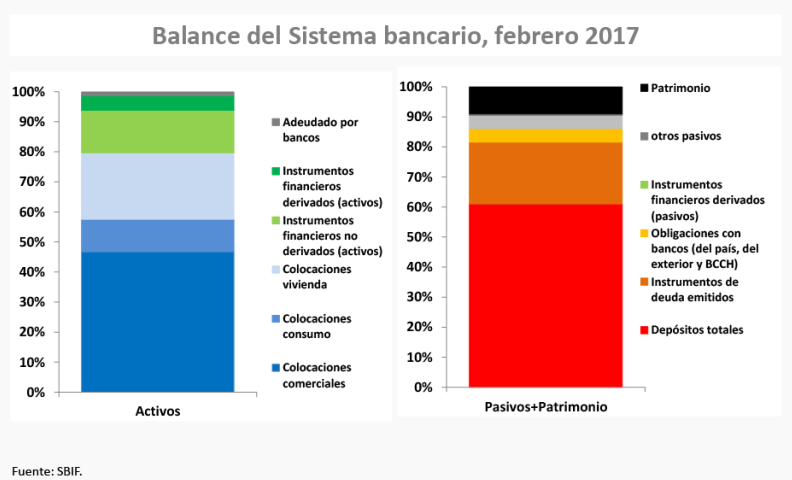 Balance del Sistema bancario, febrero 2017
100%
90%
80%
70%
60%
50%
40%
30%
20%
10%
0%
Activos
Adeudado por
bancos
Instrumentos
financieros
derivados (activos)
Instrumentos
financieros no
derivados (activos)
Colocaciones
vivienda
Colocaciones
consumo
Colocaciones
comerciales
100%
90%
80%
70%
60%
50%
40%
30%
20%
10%
0%
Pasivos+Patrimonio
Patrimonio
otros pasivos
Instrumentos
financieros derivados
(pasivos)
Obligaciones con
bancos (del país, del
exterior y BCCH)
Instrumentos de
deuda emitidos
Depósitos totales
Fuente: SBIF.